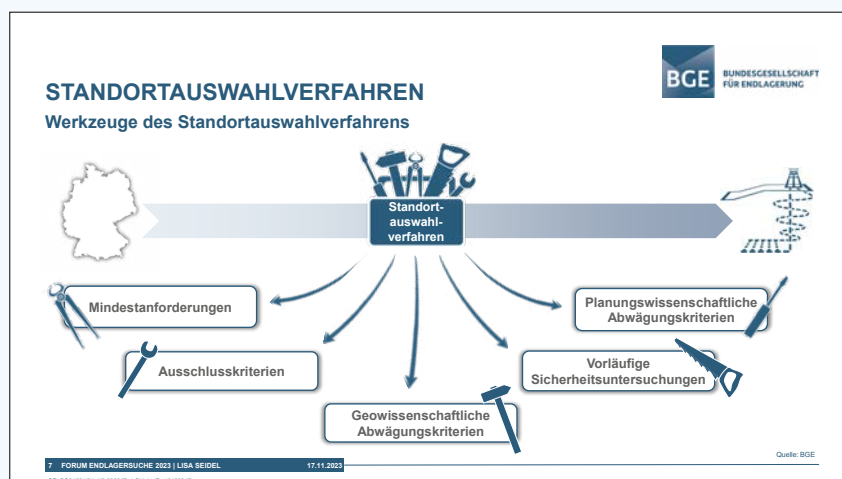 STANDORTAUSWAHLVERFAHREN
Werkzeuge des Standortauswahlverfahrens
BGE
BUNDESGESELLSCHAFT
FÜR ENDLAGERUNG
Standort-
auswahl-
verfahren
Mindestanforderungen
Planungswissenschaftliche
Abwägungskriterien
Ausschlusskriterien
Vorläufige
Sicherheitsuntersuchungen
Geowissenschaftliche
Abwägungskriterien
Quelle: BGE
7 FORUM ENDLAGERSUCHE 2023 | LISA SEIDEL 17.11.2023